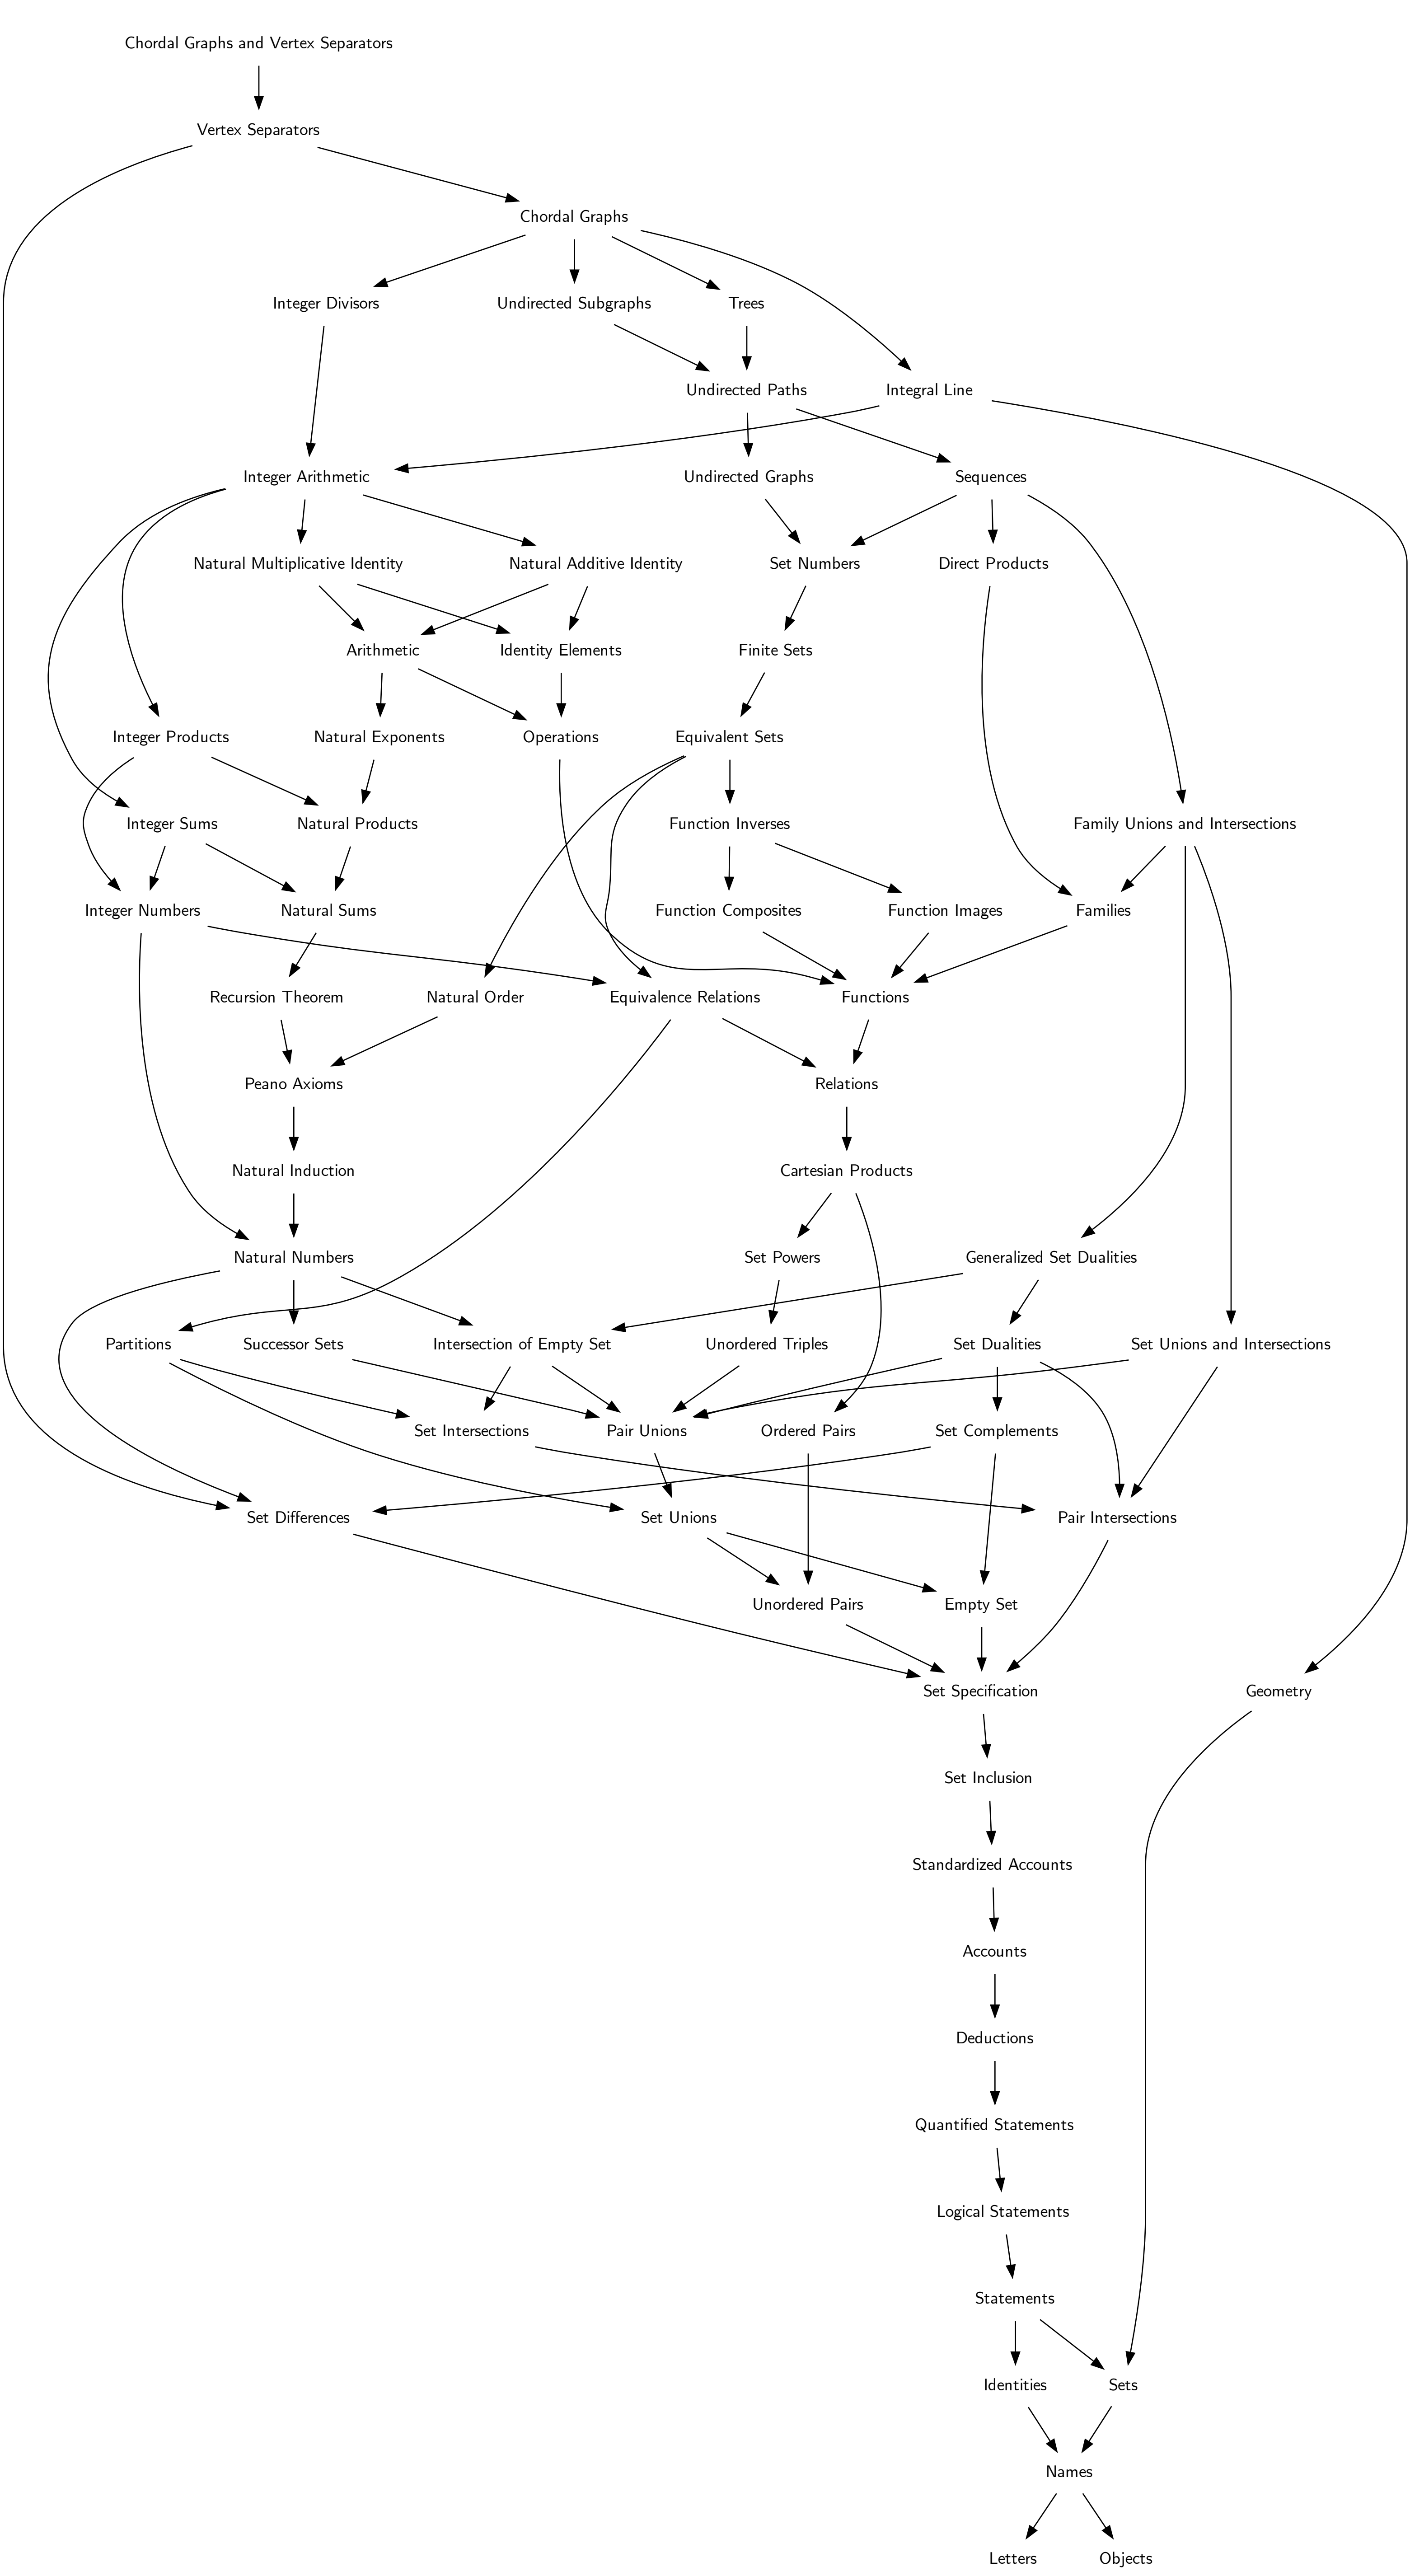 Chordal Graphs and Vertex Separators
Vertex Separators
Chordal Graphs
Integer Divisors
Undirected Subgraphs
Trees
Undirected Paths
Integral Line
Integer Arithmetic
Undirected Graphs
Sequences
Natural Multiplicative Identity
Natural Additive Identity
Set Numbers
Direct Products
Arithmetic
Identity Elements
Finite Sets
Integer Products
Natural Exponents
Operations
Equivalent Sets
Integer Sums
Natural Products
Function Inverses
Family Unions and Intersections
Integer Numbers
Natural Sums
Function Composites
Function Images
Families
Recursion Theorem
Natural Order
Equivalence Relations
Functions
Peano Axioms
Relations
Natural Induction
Cartesian Products
Natural Numbers
Set Powers
Generalized Set Dualities
Partitions
Successor Sets
Intersection of Empty Set
Unordered Triples
Set Dualities
Set Unions and Intersections
Set Intersections
Pair Unions
Ordered Pairs
Set Complements
Set Differences
Set Unions
Pair Intersections
Unordered Pairs
Empty Set
Set Specification
Geometry
Set Inclusion
Standardized Accounts
Accounts
Deductions
Quantified Statements
Logical Statements
Statements
Identities
Sets
Names
Letters
Objects